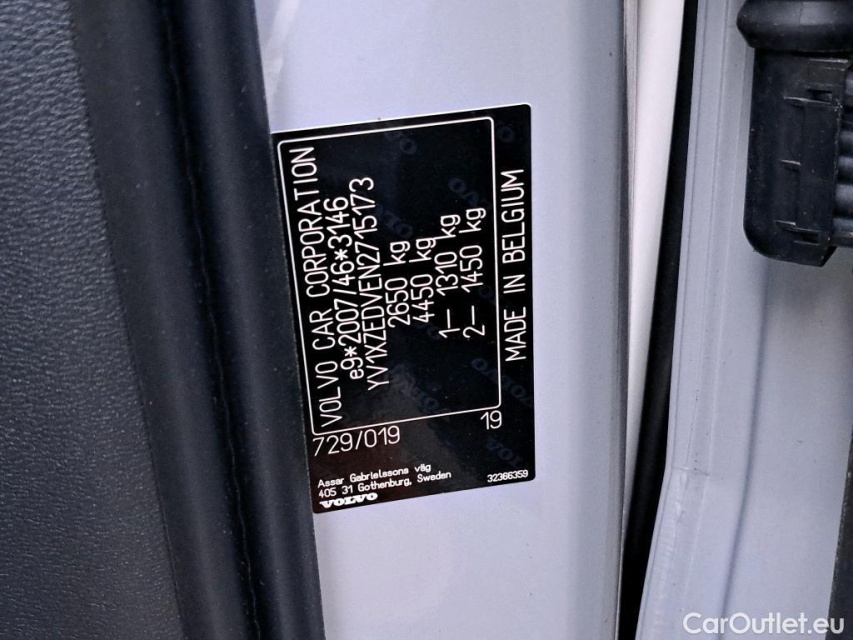 VOLVO CAR CORPORATION
e9*2007/46*3146
YV1XZEDVEN2715173
2650 kg
4450 kg
1– 1310 kg
2– 1450 kg
MADE IN BELGIUM
729/019
19
Assar Gabrielssons väg
405 31 Gothenburg, Sweden
VOLVO
32366359
CarOutlet.eu